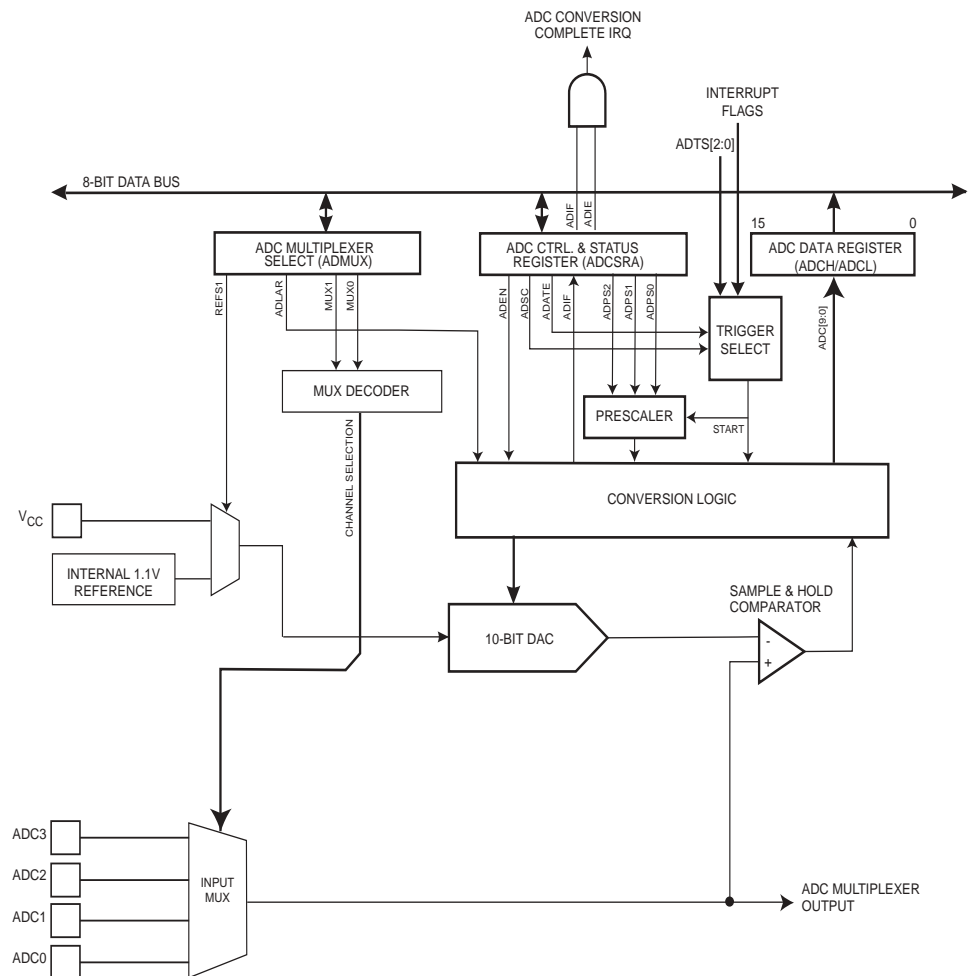 ADC CONVERSION
COMPLETE IRQ
INTERRUPT
FLAGS
ADTS[2:0]
8-BIT DATA BUS
ADIF
ADIE
15
0
ADC MULTIPLEXER
SELECT (ADMUX)
ADC CTRL. & STATUS
REGISTER (ADCSRA)
ADC DATA REGISTER
(ADCH/ADCL)
REFS1
ADLAR
MUX1
MUX0
ADEN
ADSC
ADATE
ADIF
ADPS2
ADPS1
ADPS0
TRIGGER
SELECT
ADC[9:0]
MUX DECODER
PRESCALER
START
CHANNEL SELECTION
CONVERSION LOGIC
VCC
INTERNAL 1.1V
REFERENCE
SAMPLE & HOLD
COMPARATOR
10-BIT DAC
-
+
ADC3
ADC2
ADC1
ADC0
INPUT
MUX
ADC MULTIPLEXER
OUTPUT